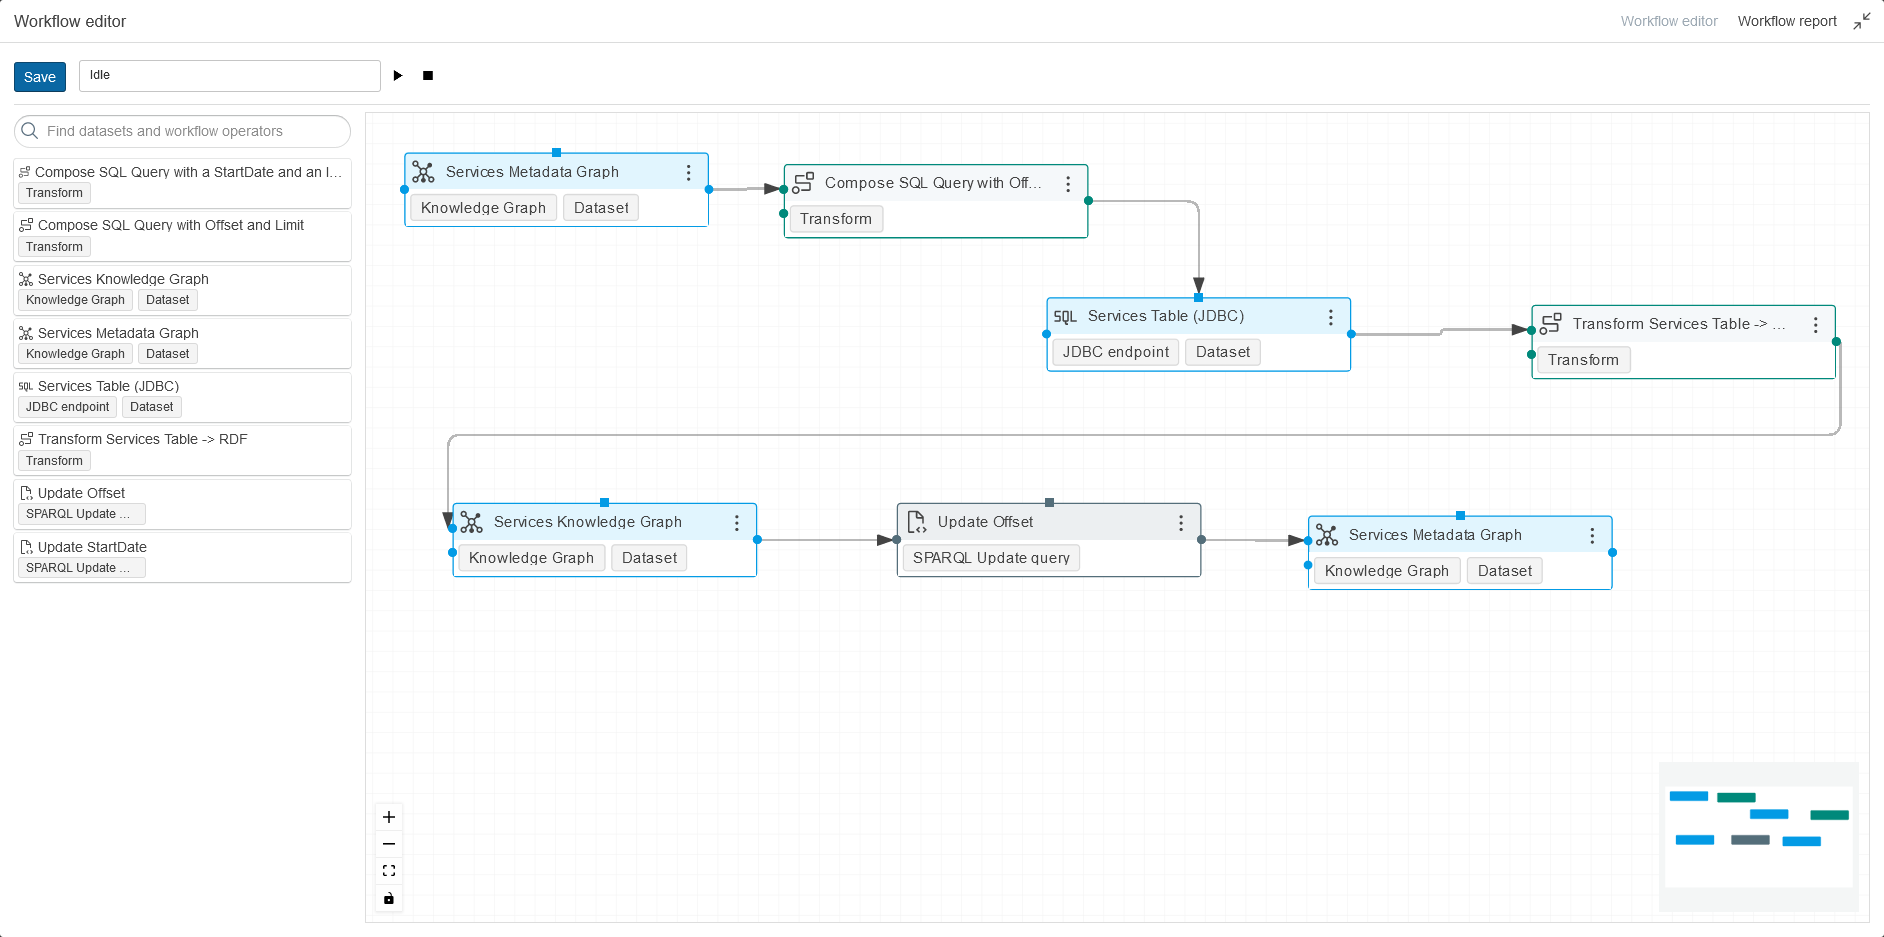 Workflow editor
Workflow editor
Workflow report
Save
Idle
Find datasets and workflow operators
Compose SQL Query with a StartDate and an l...
Transform
Compose SQL Query with Offset and Limit
Transform
Services Knowledge Graph
Knowledge Graph
Dataset
Services Metadata Graph
Knowledge Graph
Dataset
SQL
Services Table (JDBC)
JDBC endpoint
Dataset
Transform Services Table -> RDF
Transform
Update Offset
SPARQL Update ...
Update StartDate
SPARQL Update ...
Services Metadata Graph
Knowledge Graph
Dataset
Compose SQL Query with Off...
Transform
SQL
Services Table (JDBC)
JDBC endpoint
Dataset
Transform Services Table -> ...
Transform
Services Knowledge Graph
Knowledge Graph
Dataset
Update Offset
SPARQL Update query
Services Metadata Graph
Knowledge Graph
Dataset